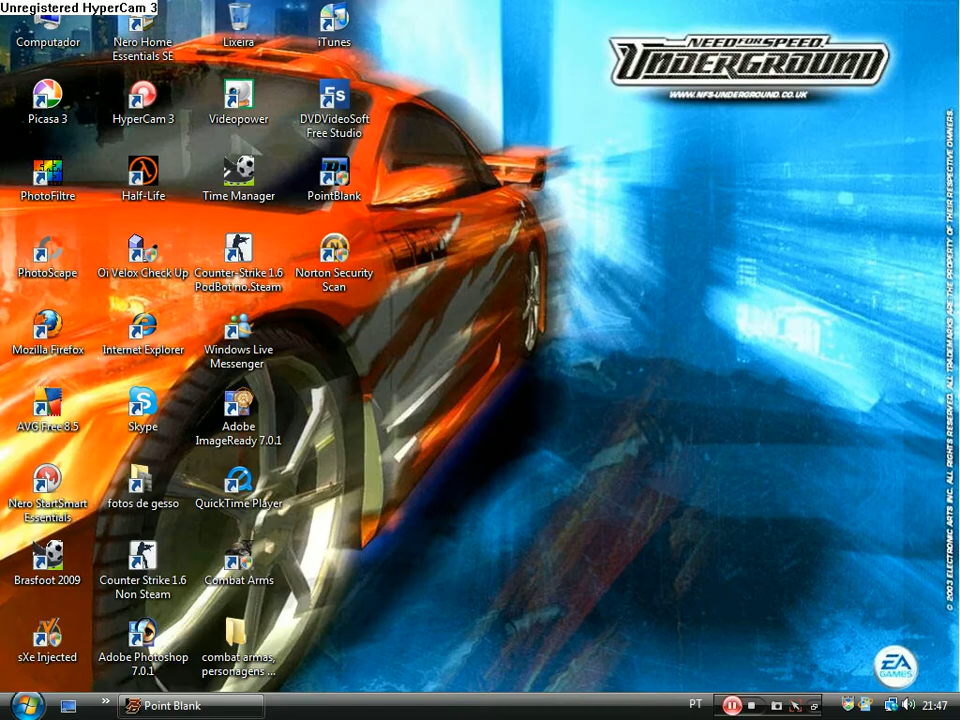 Unregistered HyperCam 3
Computador
Nero Home
Essentials SE
Lixeira
iTunes
Picasa 3
HyperCam 3
Videopower
DVDVideoSoft
Free Studio
PhotoFiltre
Half-Life
Time Manager
PointBlank
PhotoScape
Oi Velox Check Up
Counter-Strike 1.6
PodBot no.Steam
Norton Security
Scan
Mozilla Firefox
Internet Explorer
Windows Live
Messenger
AVG Free 8.5
Skype
Adobe
ImageReady 7.0.1
Nero StartSmart
Essentials
fotos de gesso
QuickTime Player
Brasfoot 2009
Counter Strike 1.6
Non Steam
Combat Arms
sXe Injected
Adobe Photoshop
7.0.1
combat armas,
personagens ...
NEED FOR SPEED
UNDERGROUND
WWW.NFS-UNDERGROUND.CO.UK
© 2003 ELECTRONIC ARTS INC. ALL RIGHTS RESERVED. ALL TRADEMARKS ARE THE PROPERTY OF THEIR RESPECTIVE OWNERS.
EA
GAMES
»
Point Blank
PT
21:47